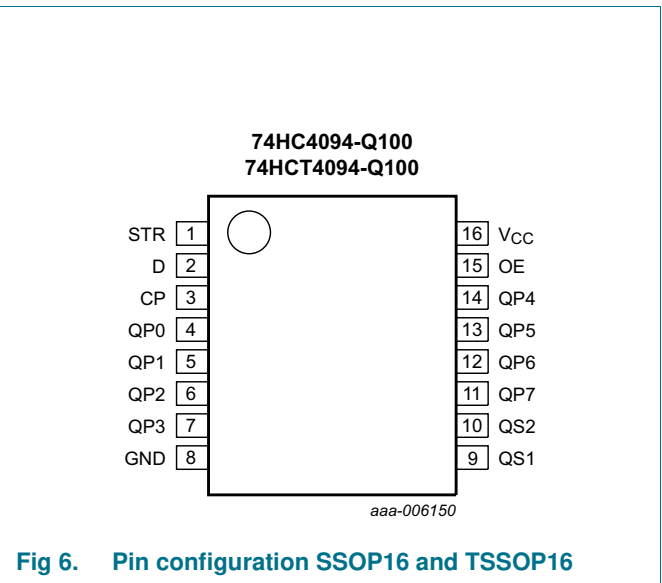 74HC4094-Q100
74HCT4094-Q100
STR 1 16 VCC
D 2 15 OE
CP 3 14 QP4
QP0 4 13 QP5
QP1 5 12 QP6
QP2 6 11 QP7
QP3 7 10 QS2
GND 8 9 QS1
aaa-006150
Fig 6. Pin configuration SSOP16 and TSSOP16